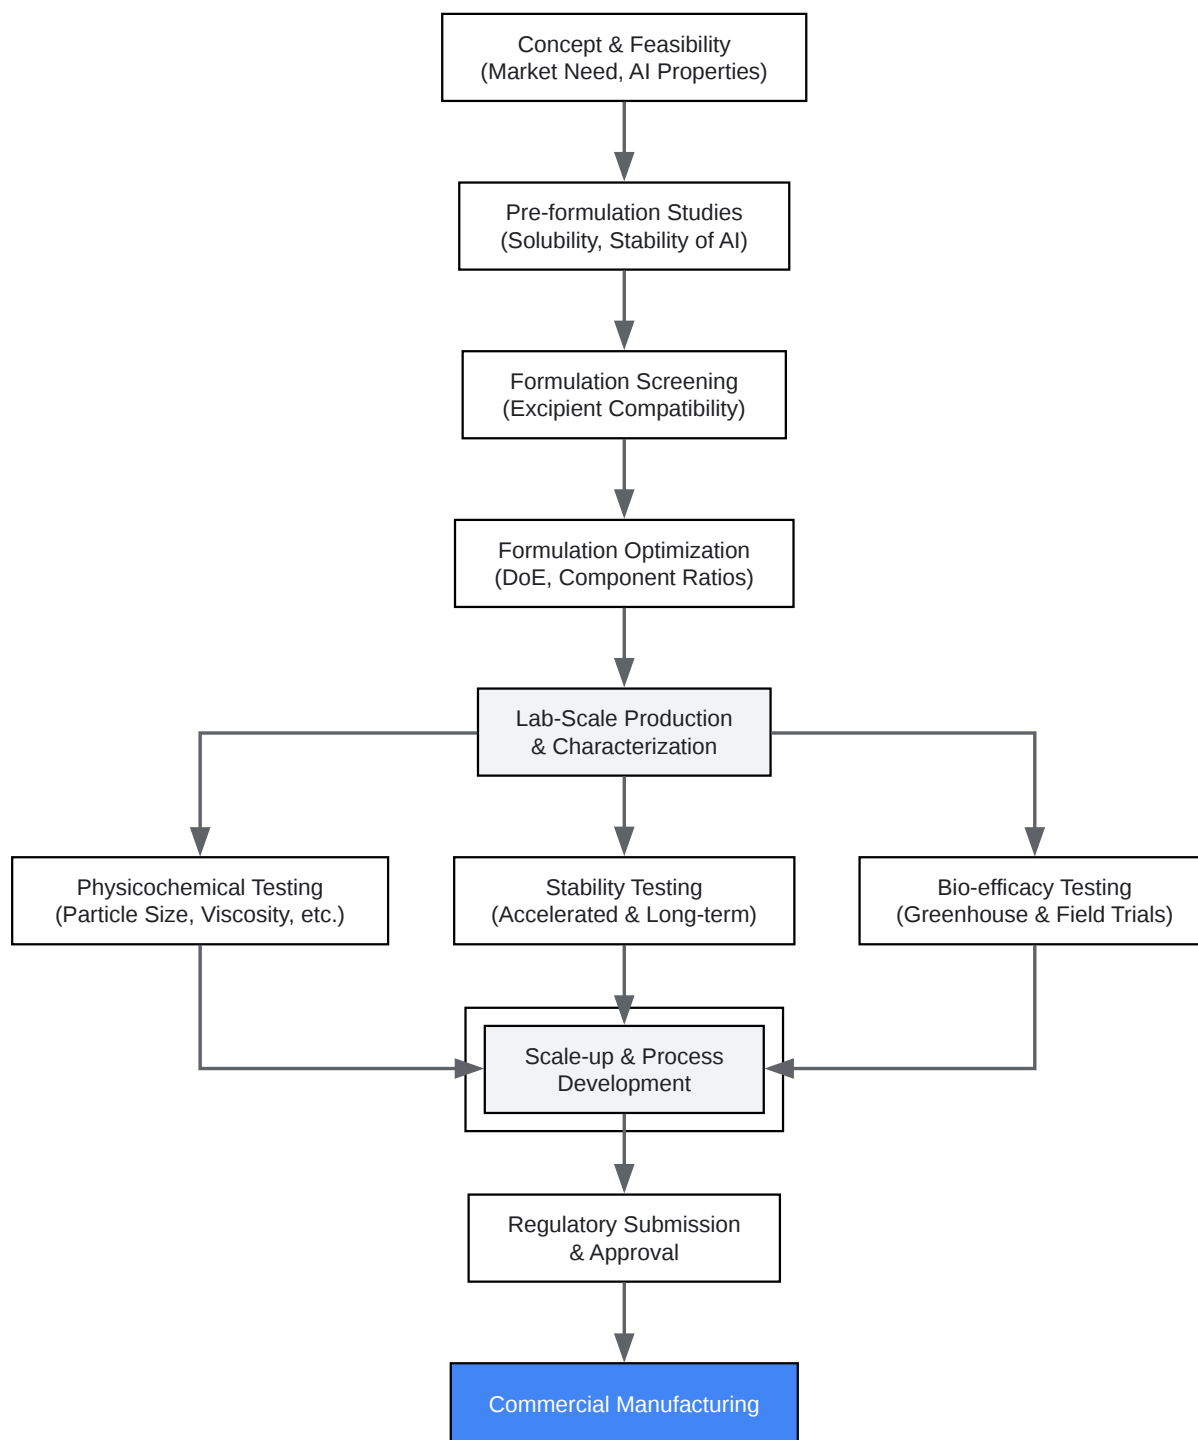 Concept & Feasibility
(Market Need, AI Properties)
Pre-formulation Studies
(Solubility, Stability of AI)
Formulation Screening
(Excipient Compatibility)
Formulation Optimization
(DoE, Component Ratios)
Lab-Scale Production
& Characterization
Physicochemical Testing
(Particle Size, Viscosity, etc.)
Stability Testing
(Accelerated & Long-term)
Bio-efficacy Testing
(Greenhouse & Field Trials)
Scale-up & Process
Development
Regulatory Submission
& Approval
Commercial Manufacturing